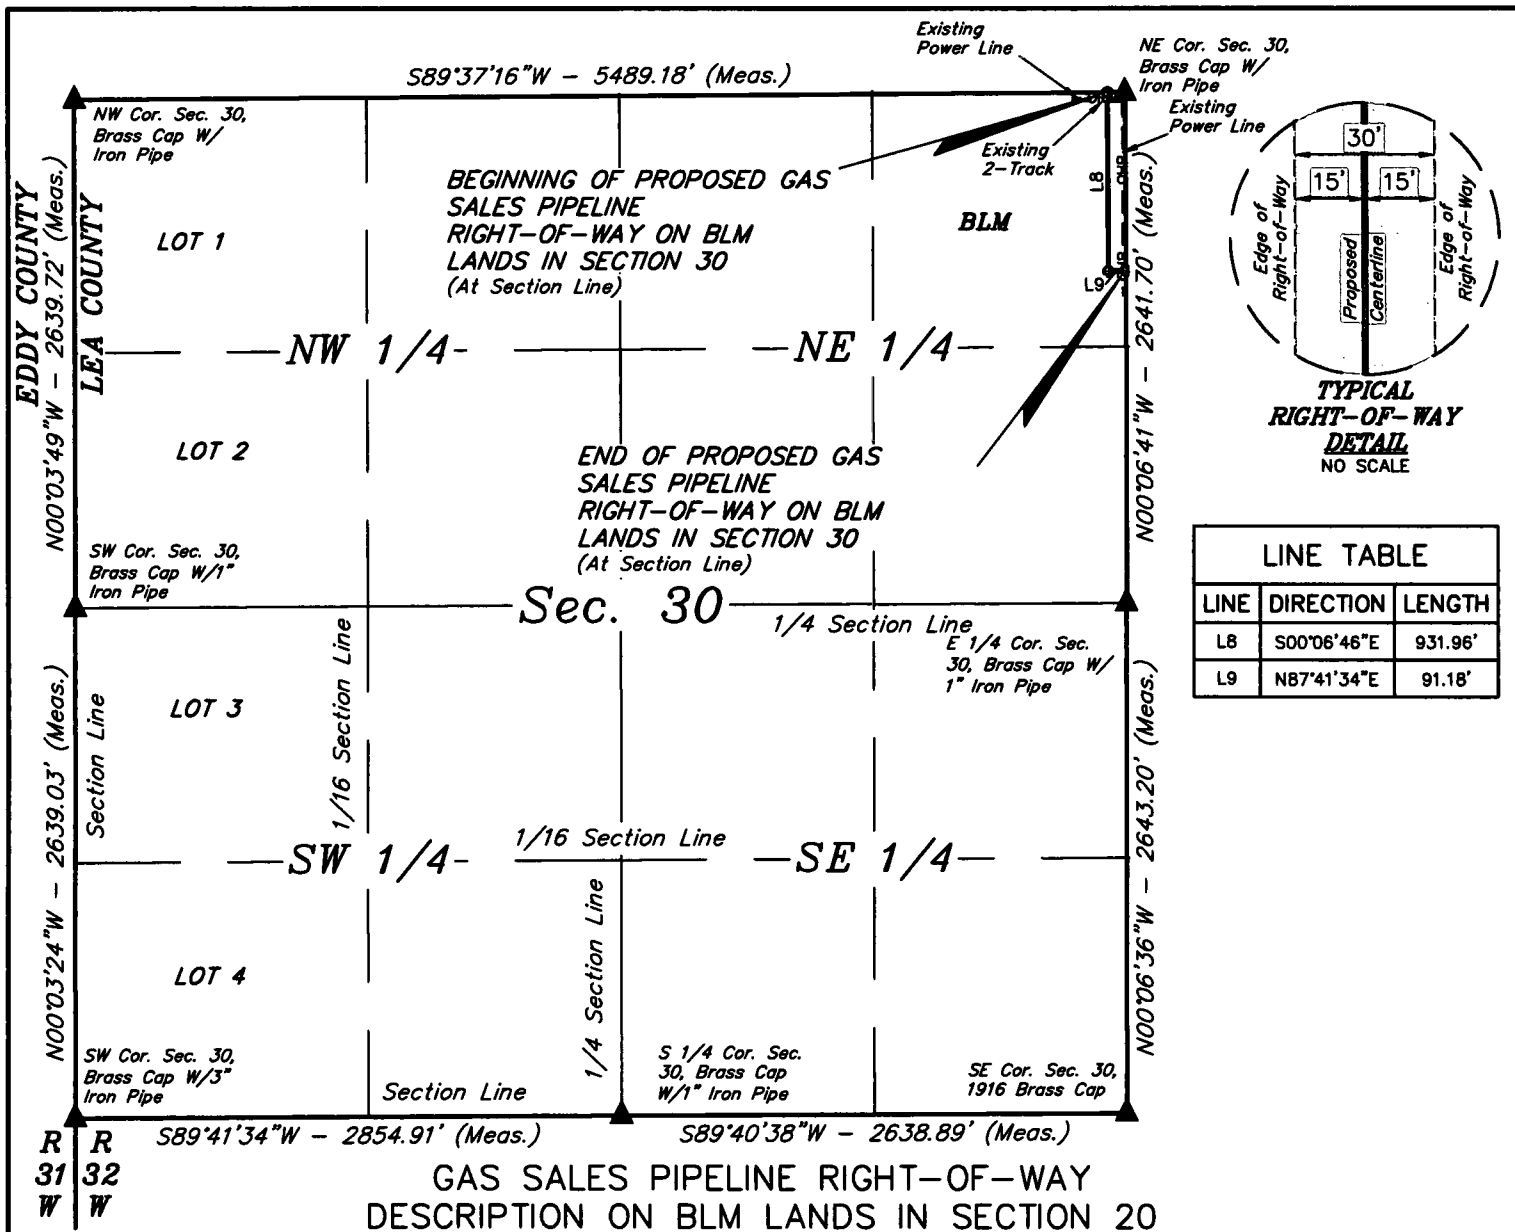 S89°37'16"W - 5489.18' (Meas.)
Existing
Power Line
NE Cor. Sec. 30,
Brass Cap W/
Iron Pipe
Existing
Power Line
NW Cor. Sec. 30,
Brass Cap W/
Iron Pipe
Existing
2-Track
BEGINNING OF PROPOSED GAS
SALES PIPELINE
RIGHT-OF-WAY ON BLM
LANDS IN SECTION 30
(At Section Line)
EDDY COUNTY
LEA COUNTY
N00°03'49"W - 2639.72' (Meas.)
LOT 1
BLM
L8
L9
N00°06'41"W - 2641.70' (Meas.)
30'
15'
15'
Edge of
Right-of-Way
Proposed
Centerline
Edge of
Right-of-Way
TYPICAL
RIGHT-OF-WAY
DETAIL
NO SCALE
NW 1/4
NE 1/4
LOT 2
END OF PROPOSED GAS
SALES PIPELINE
RIGHT-OF-WAY ON BLM
LANDS IN SECTION 30
(At Section Line)
SW Cor. Sec. 30,
Brass Cap W/1"
Iron Pipe
Sec. 30
1/4 Section Line
E 1/4 Cor. Sec.
30, Brass Cap W/
1" Iron Pipe
LINE TABLE
LINE DIRECTION LENGTH
L8 S00°06'46"E 931.96'
L9 N87°41'34"E 91.18'
LOT 3
Section Line
1/16 Section Line
N00°03'24"W - 2639.03' (Meas.)
1/16 Section Line
SW 1/4
SE 1/4
N00°06'36"W - 2643.20' (Meas.)
LOT 4
1/4 Section Line
SW Cor. Sec. 30,
Brass Cap W/3"
Iron Pipe
Section Line
S 1/4 Cor. Sec.
30, Brass Cap
W/1" Iron Pipe
SE Cor. Sec. 30,
1916 Brass Cap
S89°41'34"W - 2854.91' (Meas.)
S89°40'38"W - 2638.89' (Meas.)
R R
31 32
W W
GAS SALES PIPELINE RIGHT-OF-WAY
DESCRIPTION ON BLM LANDS IN SECTION 20